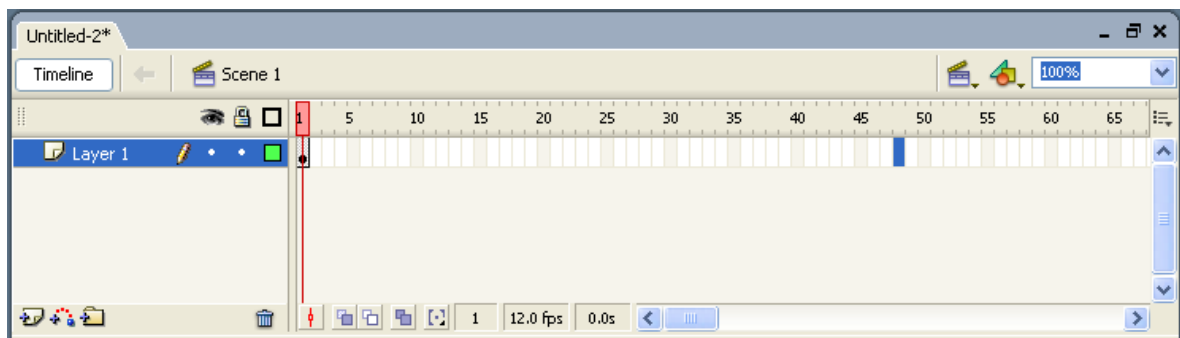 Untitled-2*
Timeline Scene 1 100%
1 5 10 15 20 25 30 35 40 45 50 55 60 65
Layer 1
1 12.0 fps 0.0s